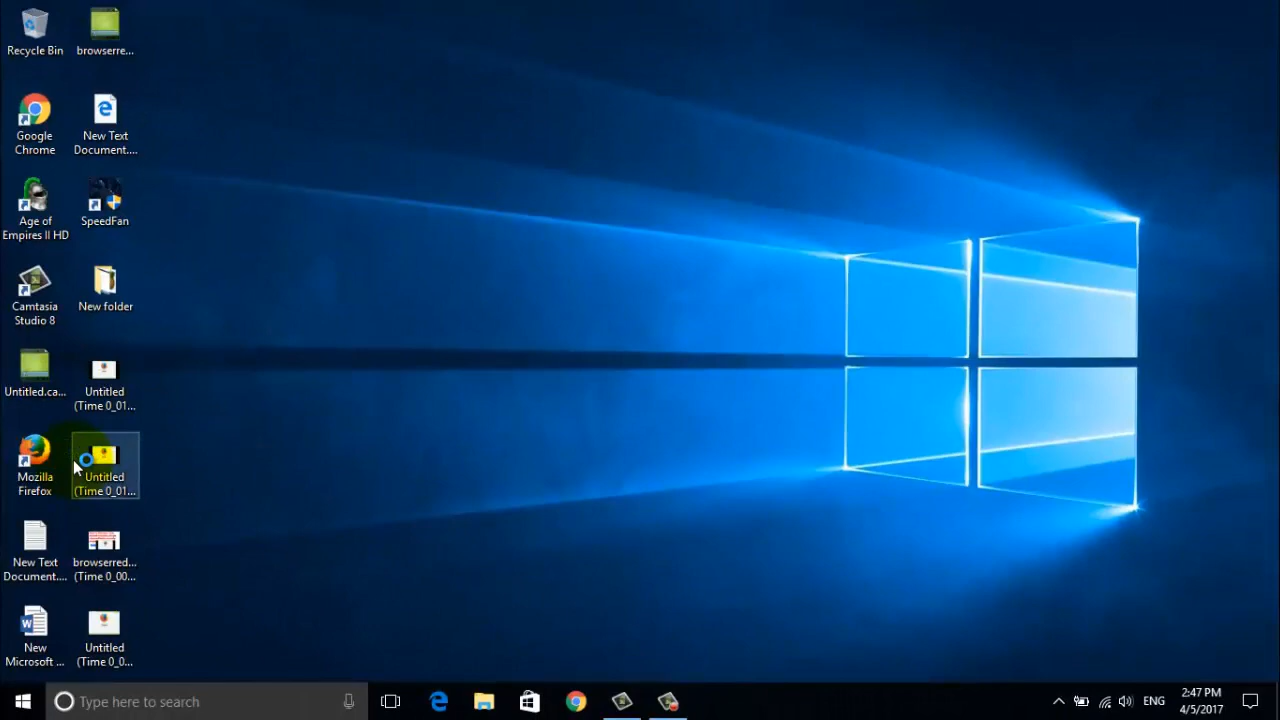 Recycle Bin
browserre...
Google
Chrome
New Text
Document....
Age of
Empires II HD
SpeedFan
Camtasia
Studio 8
New folder
Untitled.ca...
Untitled
(Time 0_01...
Mozilla
Firefox
Untitled
(Time 0_01...
New Text
Document....
browserred...
(Time 0_00...
New
Microsoft ...
Untitled
(Time 0_0...
Type here to search
ENG
2:47 PM
4/5/2017